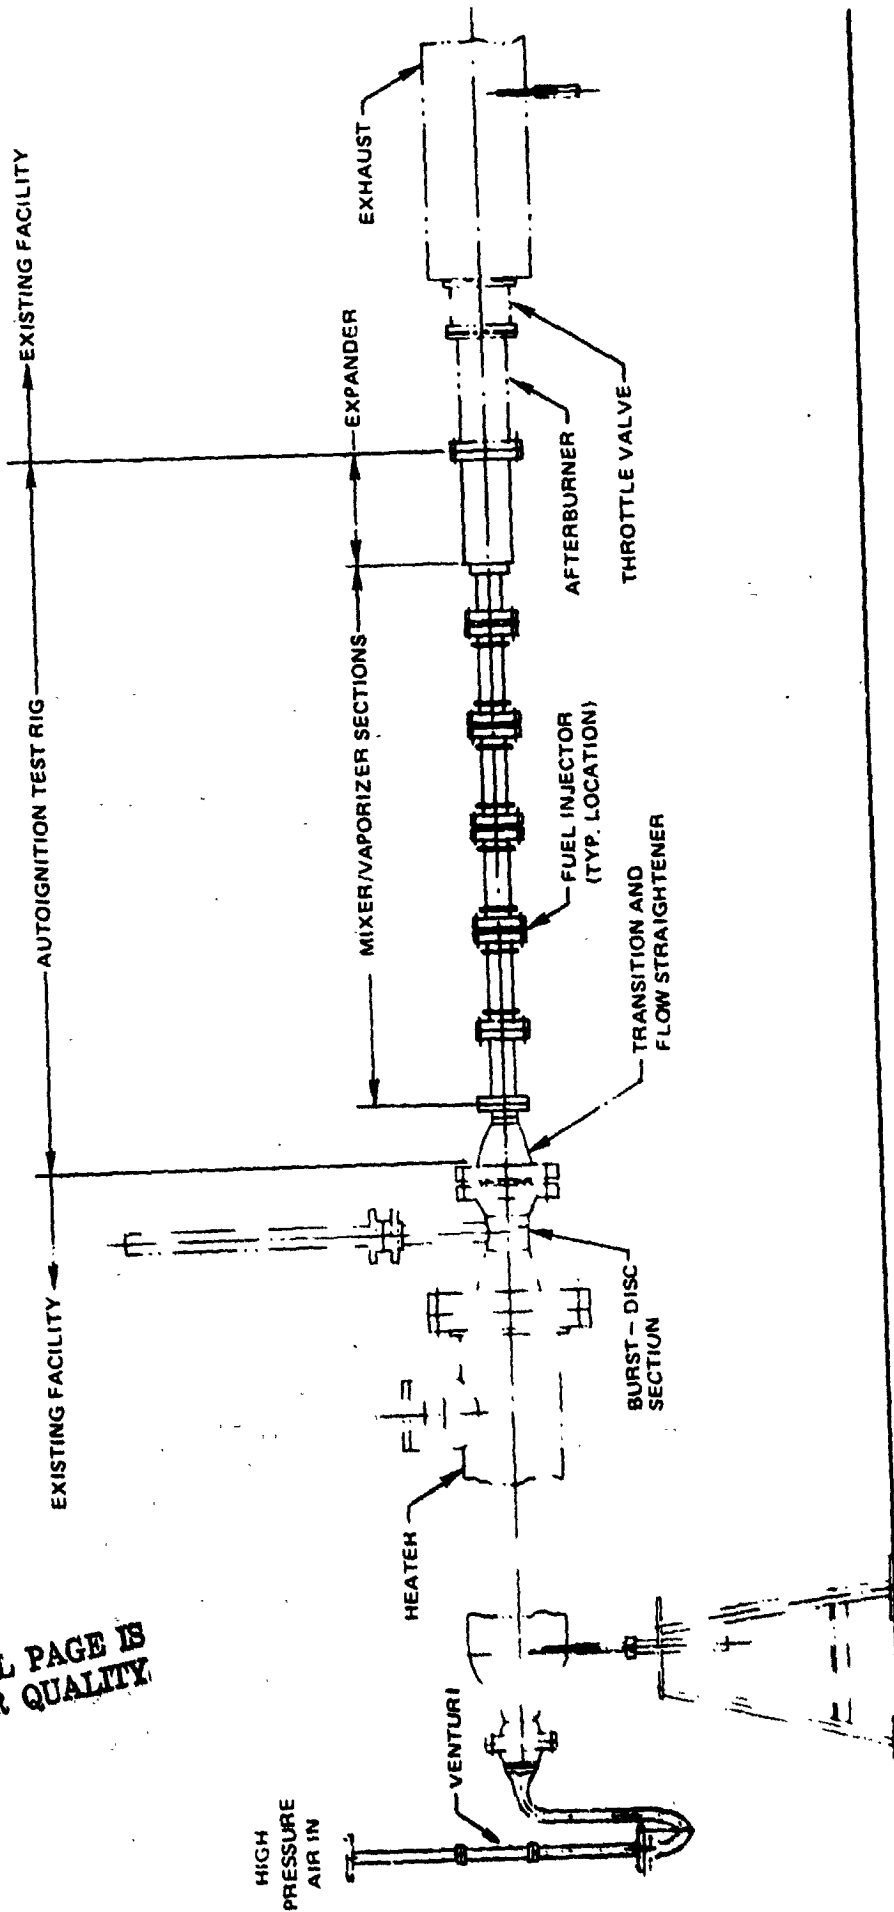 EXISTING FACILITY
AUTOIGNITION TEST RIG
EXISTING FACILITY
MIXER/VAPORIZER SECTIONS
EXPANDER
EXHAUST
HIGH
PRESSURE
AIR IN
VENTURI
HEATER
BURST - DISC
SECTION
TRANSITION AND
FLOW STRAIGHTENER
FUEL INJECTOR
(TYP. LOCATION)
AFTERBURNER
THROTTLE VALVE
PAGE IS
QUALITY